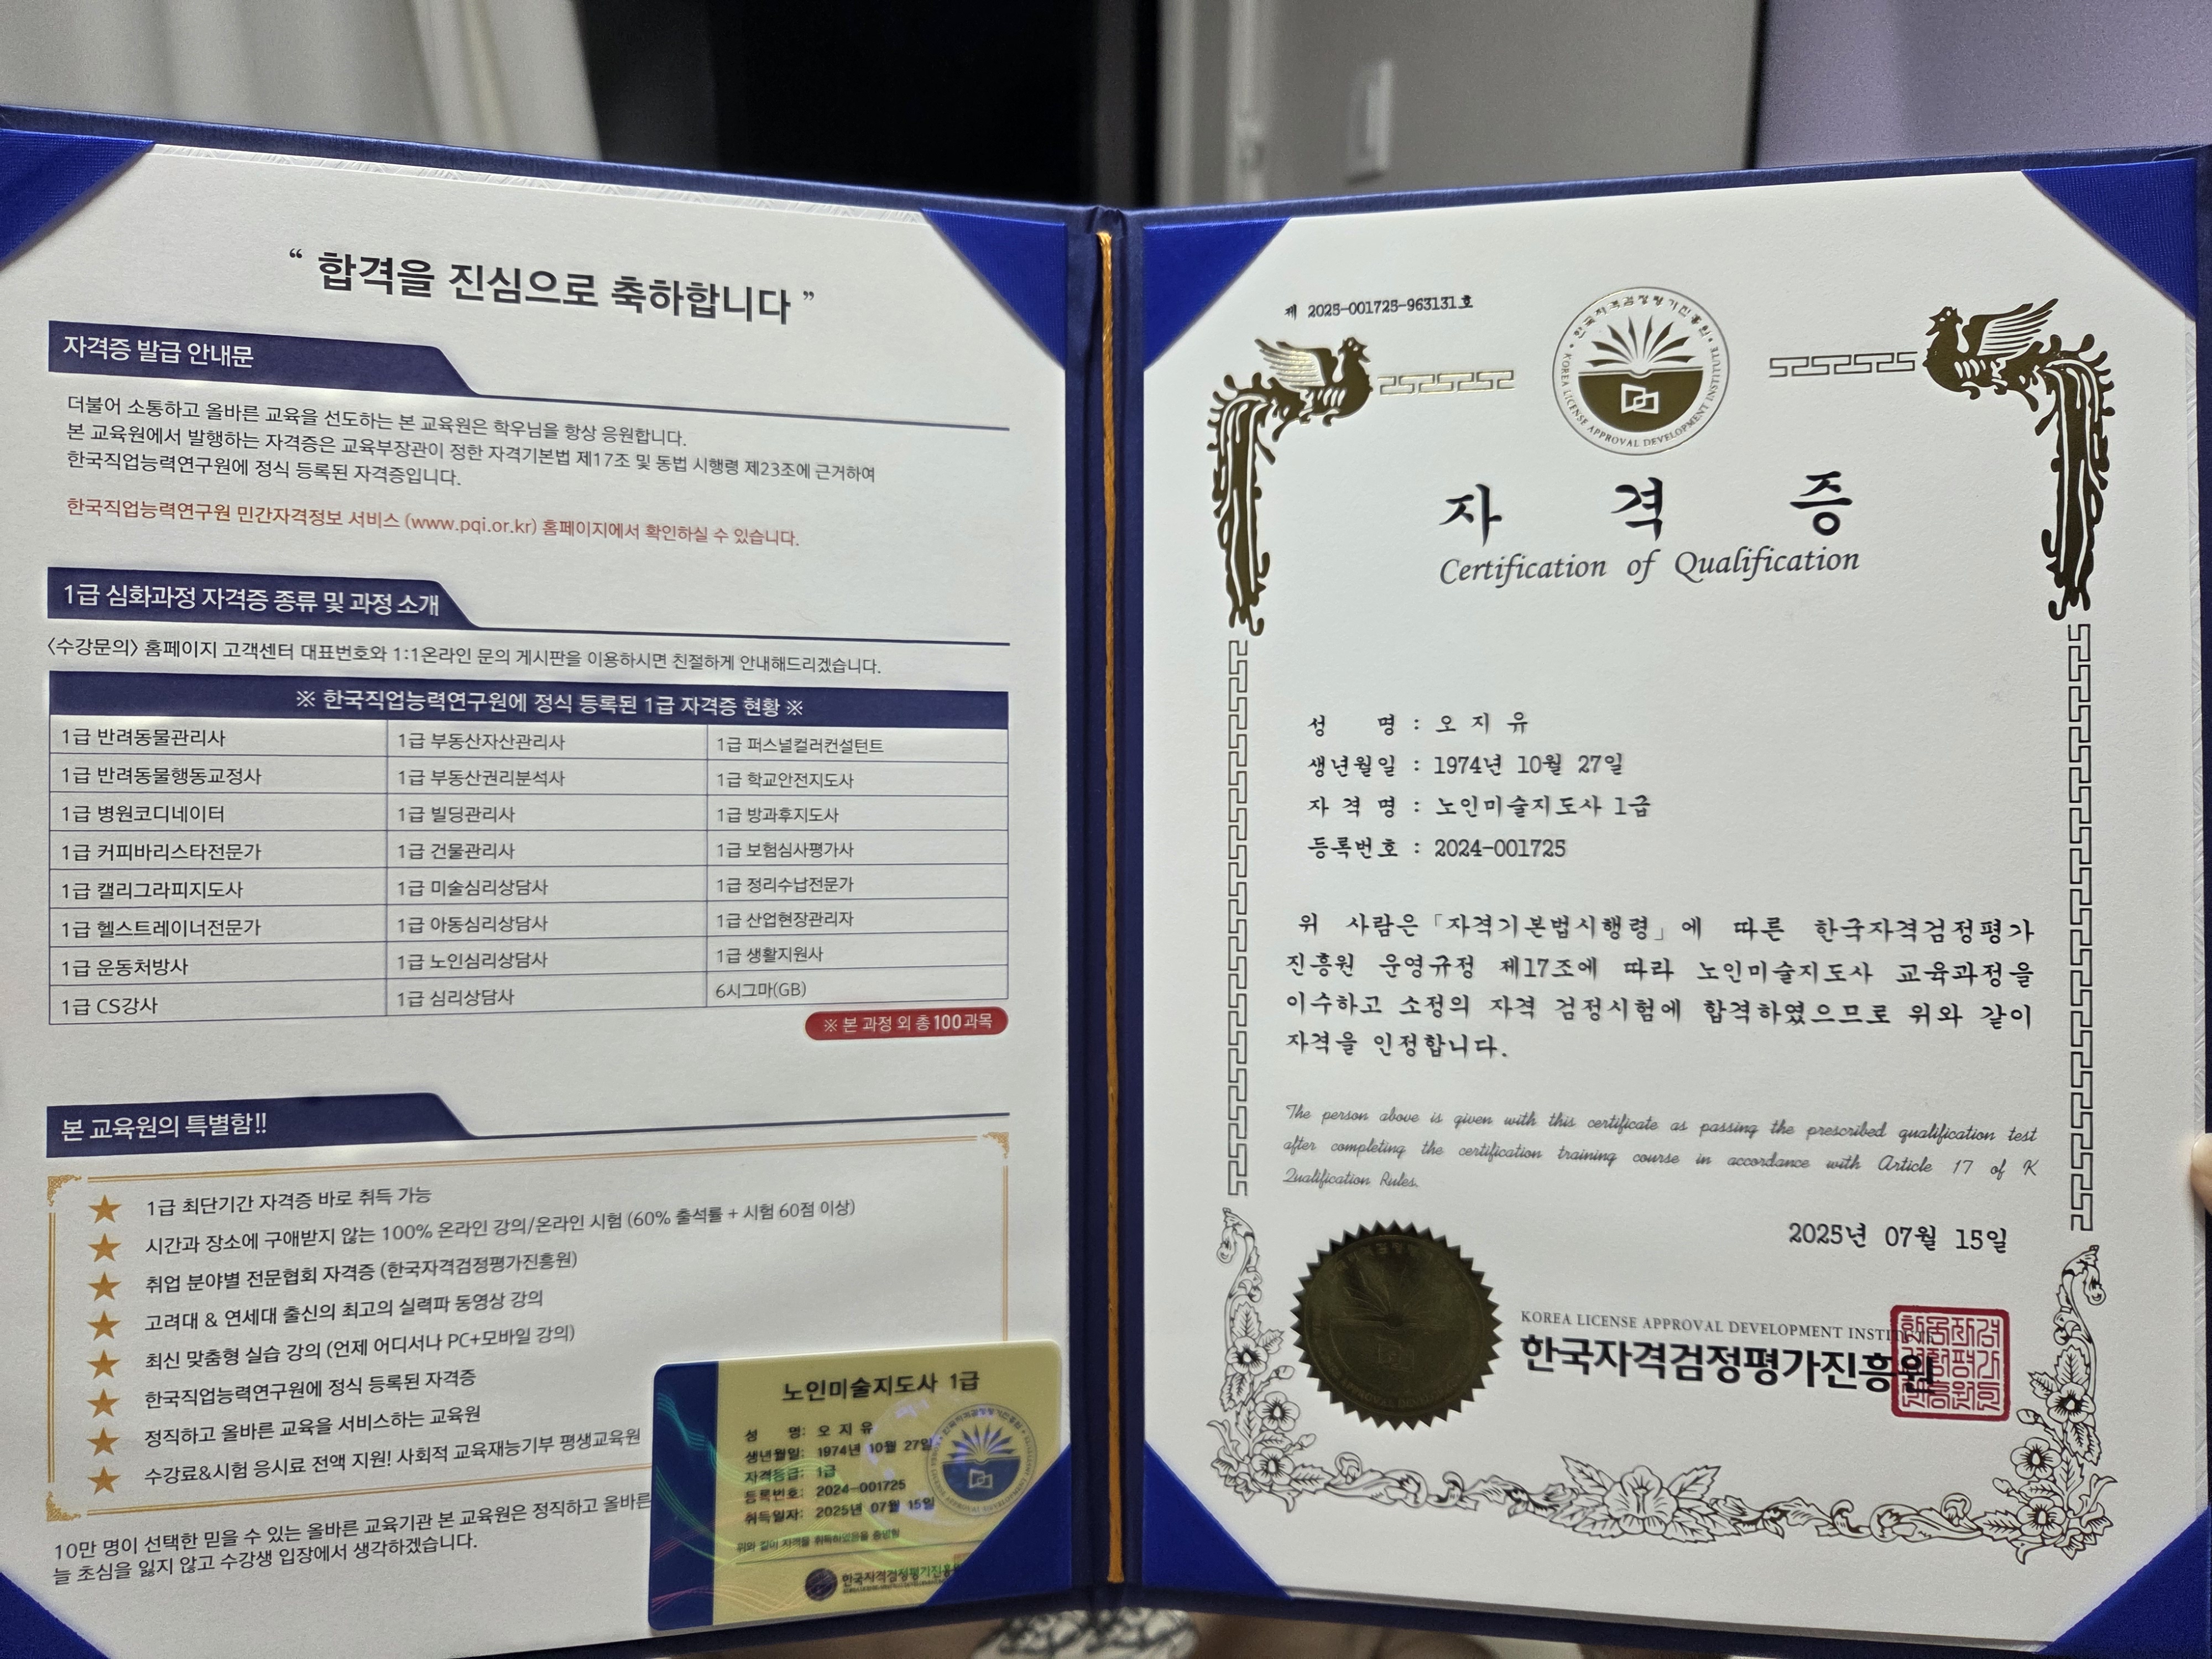 “ 합격을 진심으로 축하합니다 ”
자격증 발급 안내문
더불어 소통하고 올바른 교육을 선도하는 본 교육원은 학우님을 항상 응원합니다.
본 교육원에서 발행하는 자격증은 교육부장관이 정한 자격기본법 제17조 및 동법 시행령 제23조에 근거하여
한국직업능력연구원에 정식 등록된 자격증입니다.
한국직업능력연구원 민간자격정보 서비스 (www.pqi.or.kr) 홈페이지에서 확인하실 수 있습니다.
1급 심화과정 자격증 종류 및 과정 소개
<수강문의> 홈페이지 고객센터 대표번호와 1:1온라인 문의 게시판을 이용하시면 친절하게 안내해드리겠습니다.
※ 한국직업능력연구원에 정식 등록된 1급 자격증 현황 ※
1급 반려동물관리사 1급 부동산자산관리사 1급 퍼스널컬러컨설턴트
1급 반려동물행동교정사 1급 부동산권리분석사 1급 학교안전지도사
1급 병원코디네이터 1급 빌딩관리사 1급 방과후지도사
1급 커피바리스타전문가 1급 건물관리사 1급 보험심사평가사
1급 캘리그라피지도사 1급 미술심리상담사 1급 정리수납전문가
1급 헬스트레이너전문가 1급 아동심리상담사 1급 산업현장관리자
1급 운동처방사 1급 노인심리상담사 1급 생활지원사
1급 CS강사 1급 심리상담사 6시그마(GB)
※ 본 과정 외 총 100과목
본 교육원의 특별함!!
★ 1급 최단기간 자격증 바로 취득 가능
★ 시간과 장소에 구애받지 않는 100% 온라인 강의/온라인 시험 (60% 출석률 + 시험 60점 이상)
★ 취업 분야별 전문협회 자격증 (한국자격검정평가진흥원)
★ 고려대 & 연세대 출신의 최고의 실력파 동영상 강의
★ 최신 맞춤형 실습 강의 (언제 어디서나 PC+모바일 강의)
★ 한국직업능력연구원에 정식 등록된 자격증
★ 정직하고 올바른 교육을 서비스하는 교육원
★ 수강료&시험 응시료 전액 지원! 사회적 교육재능기부 평생교육원
10만 명이 선택한 믿을 수 있는 올바른 교육기관 본 교육원은 정직하고 올바른
늘 초심을 잃지 않고 수강생 입장에서 생각하겠습니다.
노인미술지도사 1급
성 명: 오 지 유
생년월일: 1974년 10월 27일
자격등급: 1급
등록번호: 2024-001725
취득일자: 2025년 07월 15일
위와 같이 자격을 취득하였음을 증명함
한국자격검정평가진흥원
제 2025-001725-963131호
한국자격검정평가진흥원
KOREA LICENSE APPROVAL DEVELOPMENT INSTITUTE
자 격 증
Certification of Qualification
성 명 : 오 지 유
생년월일 : 1974년 10월 27일
자 격 명 : 노인미술지도사 1급
등록번호 : 2024-001725
위 사람은 「자격기본법시행령」에 따른 한국자격검정평가
진흥원 운영규정 제17조에 따라 노인미술지도사 교육과정을
이수하고 소정의 자격 검정시험에 합격하였으므로 위와 같이
자격을 인정합니다.
The person above is given with this certificate as passing the prescribed qualification test
after completing the certification training course in accordance with Article 17 of K
Qualification Rules.
2025년 07월 15일
KOREA LICENSE APPROVAL DEVELOPMENT INSTITUTE
한국자격검정평가진흥원